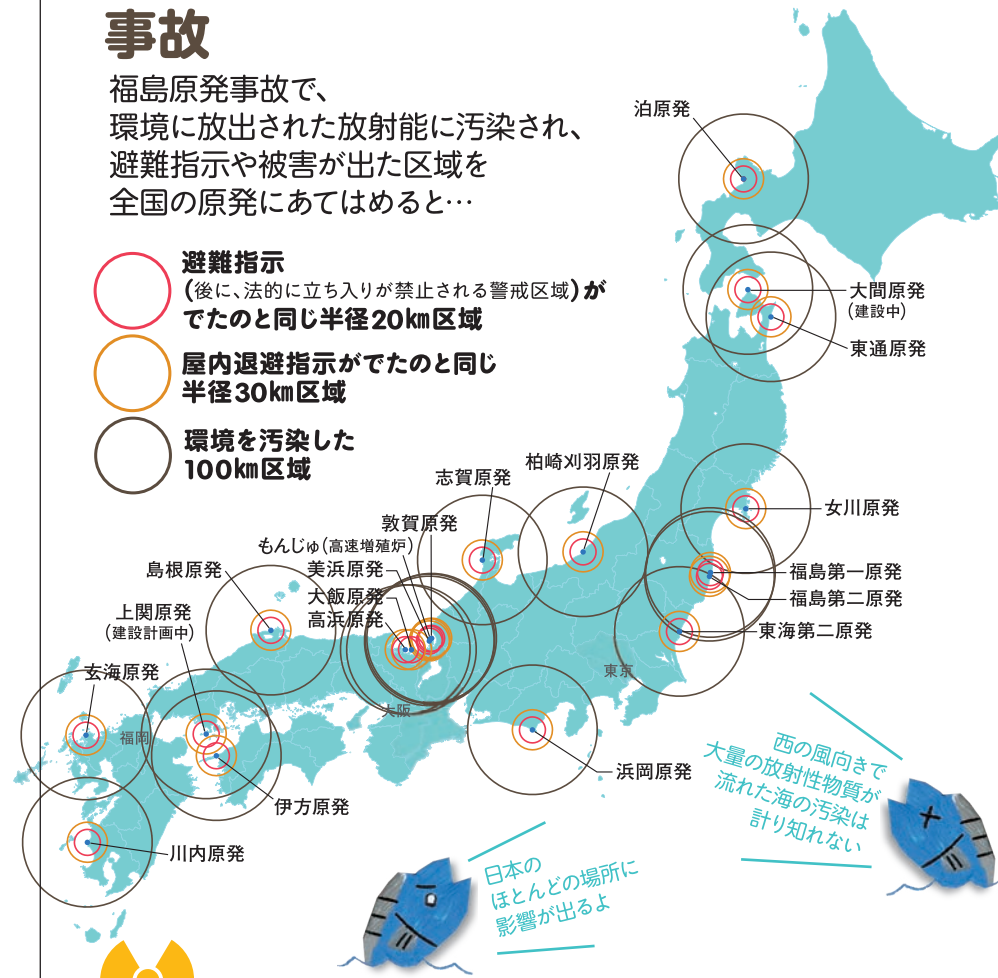 事故
福島原発事故で、
環境に放出された放射能に汚染され、
避難指示や被害が出た区域を
全国の原発にあてはめると…
避難指示
(後に、法的に立ち入りが禁止される警戒区域)が
でたのと同じ半径20㎞区域
屋内退避指示がでたのと同じ
半径30㎞区域
環境を汚染した
100㎞区域
泊原発
大間原発
(建設中)
東通原発
柏崎刈羽原発
志賀原発
女川原発
敦賀原発
もんじゅ(高速増殖炉)
美浜原発
大飯原発
高浜原発
島根原発
上関原発
(建設計画中)
福島第一原発
福島第二原発
東海第二原発
玄海原発
東京
大阪
福岡
浜岡原発
伊方原発
川内原発
西の風向きで
大量の放射性物質が
流れた海の汚染は
計り知れない
日本の
ほとんどの場所に
影響が出るよ